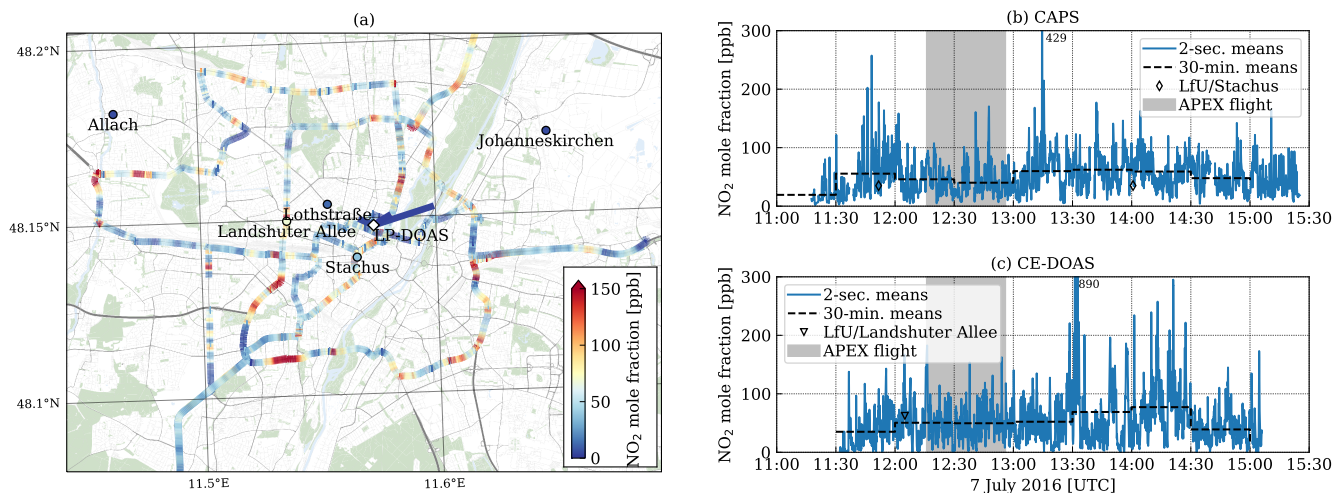 (a)
48.2°N
48.15°N
48.1°N
11.5°E
11.6°E
Allach
Johanneskirchen
Lothstraße
Landshuter Allee
LP-DOAS
Stachus
150
100
50
0
NO₂ mole fraction [ppb]
(b) CAPS
NO₂ mole fraction [ppb]
300
200
100
0
429
2-sec. means
30-min. means
LfU/Stachus
APEX flight
11:00 11:30 12:00 12:30 13:00 13:30 14:00 14:30 15:00 15:30
(c) CE-DOAS
NO₂ mole fraction [ppb]
300
200
100
0
890
2-sec. means
30-min. means
LfU/Landshuter Allee
APEX flight
11:00 11:30 12:00 12:30 13:00 13:30 14:00 14:30 15:00 15:30
7 July 2016 [UTC]